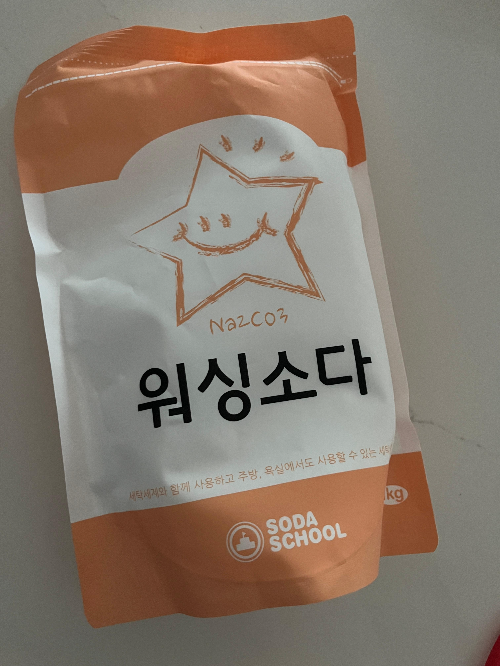 Na2CO3
워싱소다
세탁세제와 함께 사용하고 주방, 욕실에서도 사용할 수 있는
1kg
SODA
SCHOOL